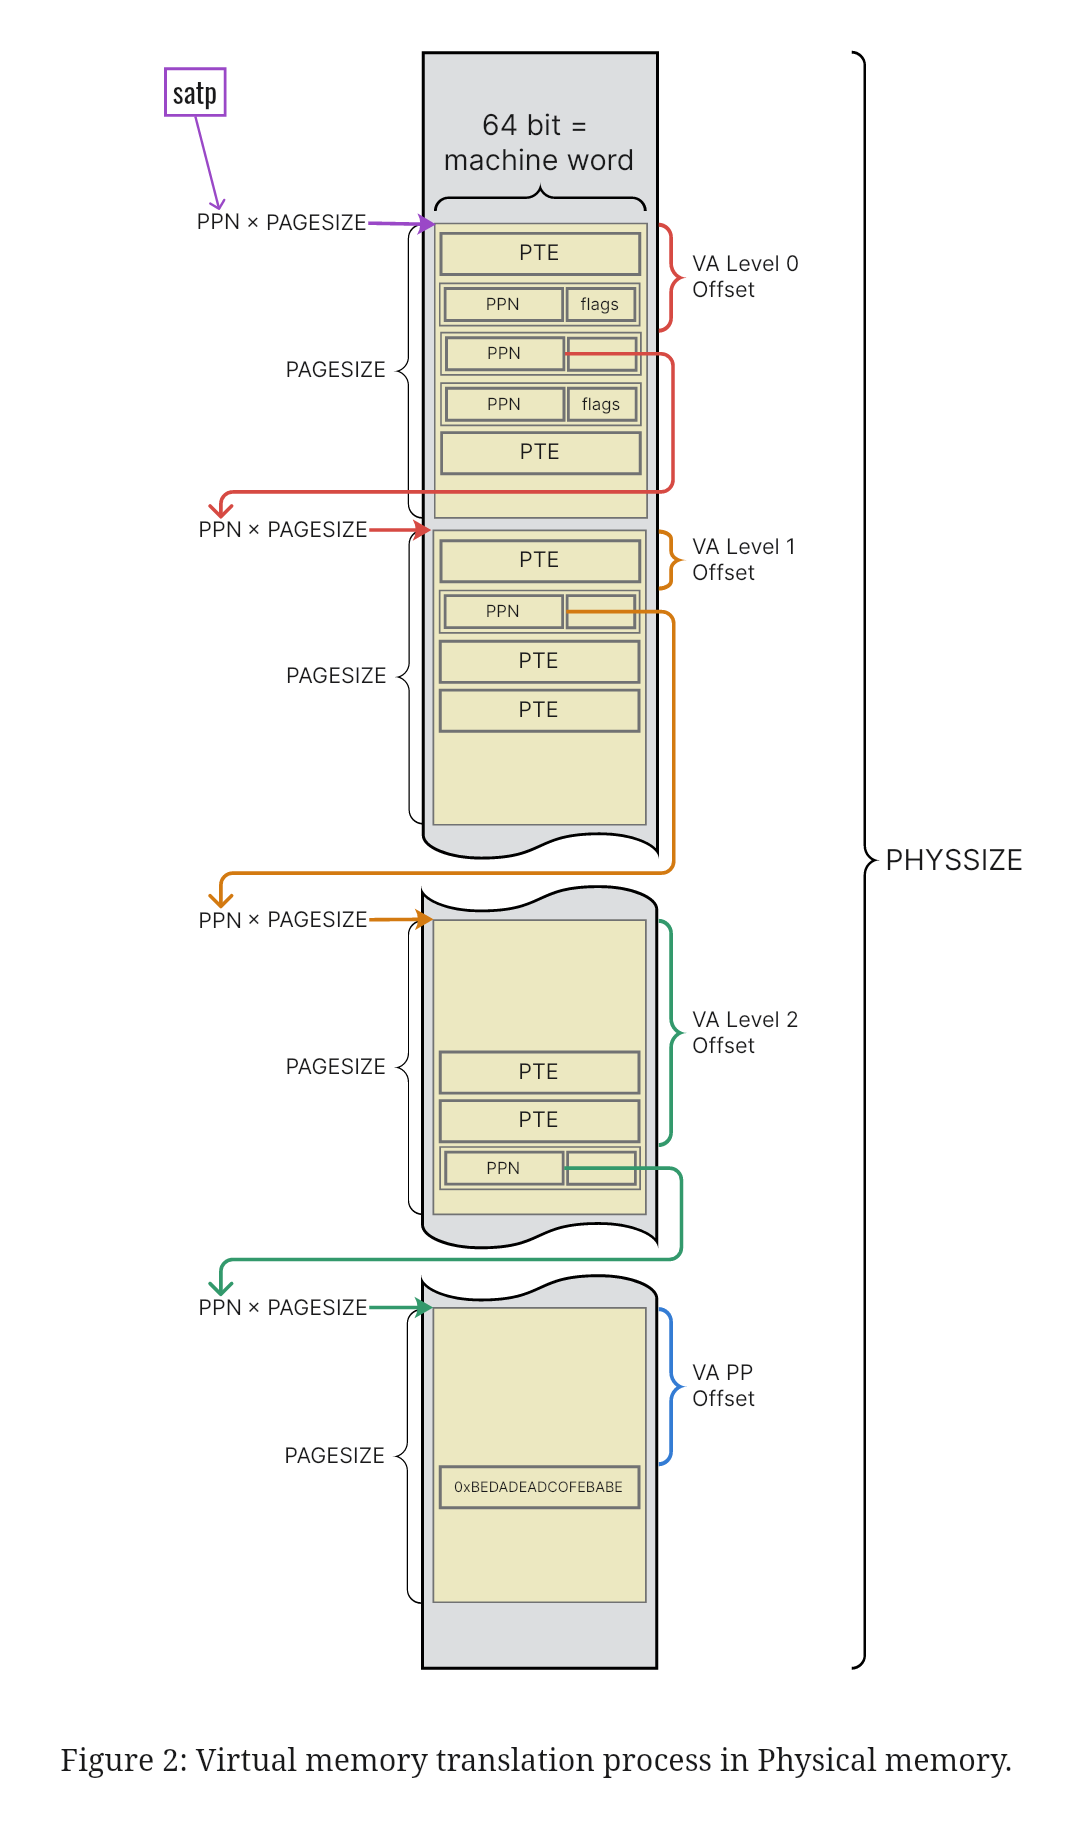 satp
64 bit =
machine word
PPN × PAGESIZE
PTE
VA Level 0
Offset
PPN
flags
PPN
PAGESIZE
PPN
flags
PTE
PPN × PAGESIZE
PTE
VA Level 1
Offset
PPN
PTE
PAGESIZE
PTE
PHYSSIZE
PPN × PAGESIZE
VA Level 2
Offset
PAGESIZE
PTE
PTE
PPN
PPN × PAGESIZE
VA PP
Offset
PAGESIZE
0xBEDADEADCOFEBABE
Figure 2: Virtual memory translation process in Physical memory.